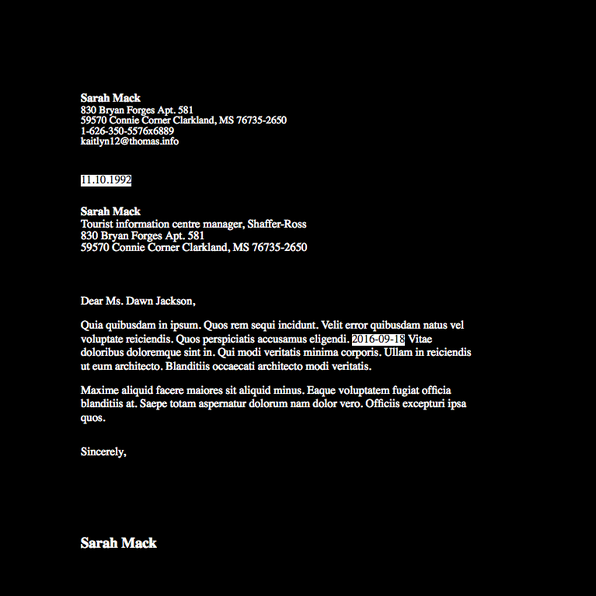 Sarah Mack
830 Bryan Forges Apt. 581
59570 Connie Corner Clarkland, MS 76735-2650
1-626-350-5576x6889
kaitlyn12@thomas.info
11.10.1992
Sarah Mack
Tourist information centre manager, Shaffer-Ross
830 Bryan Forges Apt. 581
59570 Connie Corner Clarkland, MS 76735-2650
Dear Ms. Dawn Jackson,
Quia quibusdam in ipsum. Quos rem sequi incidunt. Velit error quibusdam natus vel
voluptate reiciendis. Quos perspiciatis accusamus eligendi. 2016-09-18 Vitae
doloribus doloremque sint in. Qui modi veritatis minima corporis. Ullam in reiciendis
ut eum architecto. Blanditiis occaecati architecto modi veritatis.
Maxime aliquid facere maiores sit aliquid minus. Eaque voluptatem fugiat officia
blanditiis at. Saepe totam aspernatur dolorum nam dolor vero. Officiis excepturi ipsa
quos.
Sincerely,
Sarah Mack